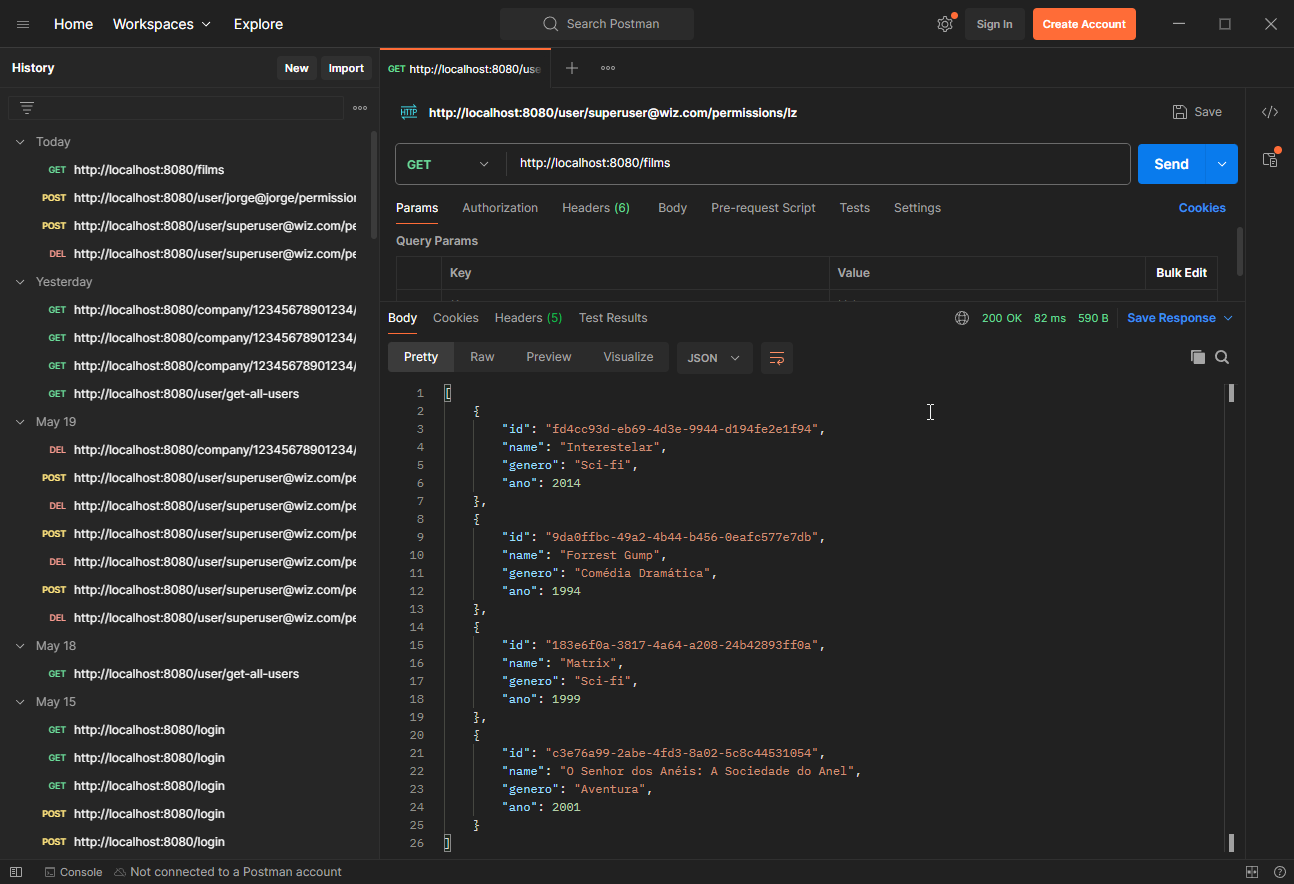 Home Workspaces Explore Search Postman Sign In Create Account
History New Import
Today
GET http://localhost:8080/films
POST http://localhost:8080/user/jorge@jorge/permission
POST http://localhost:8080/user/superuser@wiz.com/pe
DEL http://localhost:8080/user/superuser@wiz.com/pe
Yesterday
GET http://localhost:8080/company/12345678901234/
GET http://localhost:8080/company/12345678901234/
GET http://localhost:8080/company/12345678901234/
GET http://localhost:8080/user/get-all-users
May 19
DEL http://localhost:8080/company/12345678901234/
POST http://localhost:8080/user/superuser@wiz.com/pe
DEL http://localhost:8080/user/superuser@wiz.com/pe
POST http://localhost:8080/user/superuser@wiz.com/pe
DEL http://localhost:8080/user/superuser@wiz.com/pe
POST http://localhost:8080/user/superuser@wiz.com/pe
DEL http://localhost:8080/user/superuser@wiz.com/pe
May 18
GET http://localhost:8080/user/get-all-users
May 15
GET http://localhost:8080/login
GET http://localhost:8080/login
GET http://localhost:8080/login
POST http://localhost:8080/login
POST http://localhost:8080/login
GET http://localhost:8080/use
HTTP http://localhost:8080/user/superuser@wiz.com/permissions/lz Save
GET http://localhost:8080/films Send
Params Authorization Headers (6) Body Pre-request Script Tests Settings Cookies
Query Params
Key Value Bulk Edit
Body Cookies Headers (5) Test Results 200 OK 82 ms 590 B Save Response
Pretty Raw Preview Visualize JSON
1 [
2 {
3 "id": "fd4cc93d-eb69-4d3e-9944-d194fe2e1f94",
4 "name": "Interestelar",
5 "genero": "Sci-fi",
6 "ano": 2014
7 },
8 {
9 "id": "9da0ffbc-49a2-4b44-b456-0eafc577e7db",
10 "name": "Forrest Gump",
11 "genero": "Comédia Dramática",
12 "ano": 1994
13 },
14 {
15 "id": "183e6f0a-3817-4a64-a208-24b42893ff0a",
16 "name": "Matrix",
17 "genero": "Sci-fi",
18 "ano": 1999
19 },
20 {
21 "id": "c3e76a99-2abe-4fd3-8a02-5c8c44531054",
22 "name": "O Senhor dos Anéis: A Sociedade do Anel",
23 "genero": "Aventura",
24 "ano": 2001
25 }
26 ]
Console Not connected to a Postman account